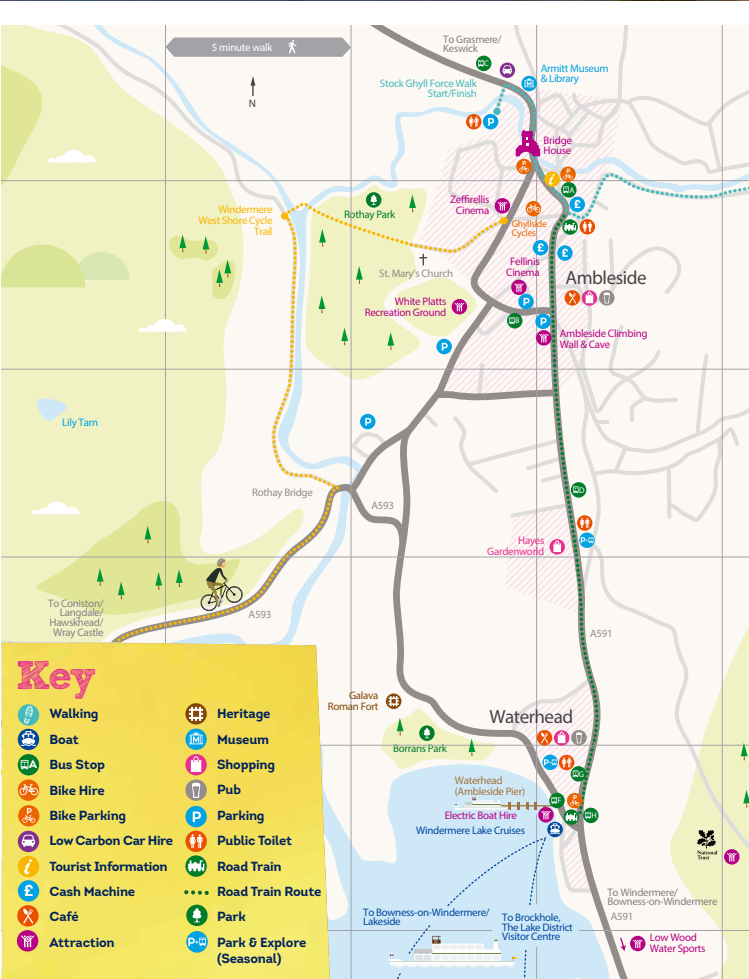 5 minute walk
N
To Grasmere/
Keswick
C
Armitt Museum
& Library
Stock Ghyll Force Walk
Start/Finish
P
Bridge
House
P
P
i
A
£
Zeffirellis
Cinema
Rothay Park
Windermere
West Shore Cycle
Trail
Ghyllside
Cycles
£
£
St. Mary's Church
Fellinis
Cinema
Ambleside
P
White Platts
Recreation Ground
B
P
Ambleside Climbing
Wall & Cave
P
Lily Tarn
P
Rothay Bridge
A593
D
P
Hayes
Gardenworld
To Coniston/
Langdale/
Hawskhead/
Wray Castle
A593
A591
Galava
Roman Fort
Waterhead
Borrans Park
P
G
Waterhead
(Ambleside Pier)
F
P
H
Electric Boat Hire
Windermere Lake Cruises
National
Trust
To Windermere/
Bowness-on-Windermere
A591
To Bowness-on-Windermere/
Lakeside
To Brockhole,
The Lake District
Visitor Centre
Low Wood
Water Sports
Key
Walking
Boat
A Bus Stop
Bike Hire
P Bike Parking
Low Carbon Car Hire
i Tourist Information
£ Cash Machine
Café
Attraction
Heritage
M Museum
Shopping
Pub
P Parking
Public Toilet
Road Train
Road Train Route
Park
P Park & Explore
(Seasonal)